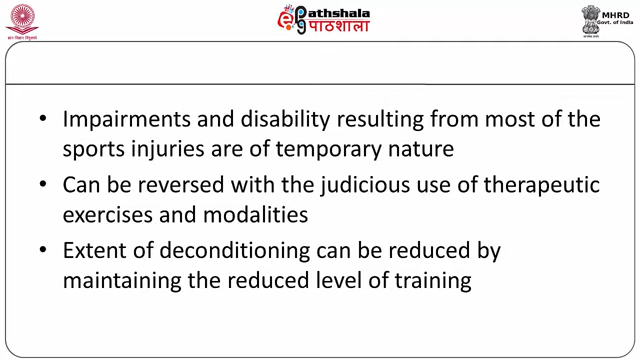 Pathshala
पाठशाला
MHRD
Govt. of India
• Impairments and disability resulting from most of the
sports injuries are of temporary nature
• Can be reversed with the judicious use of therapeutic
exercises and modalities
• Extent of deconditioning can be reduced by
maintaining the reduced level of training